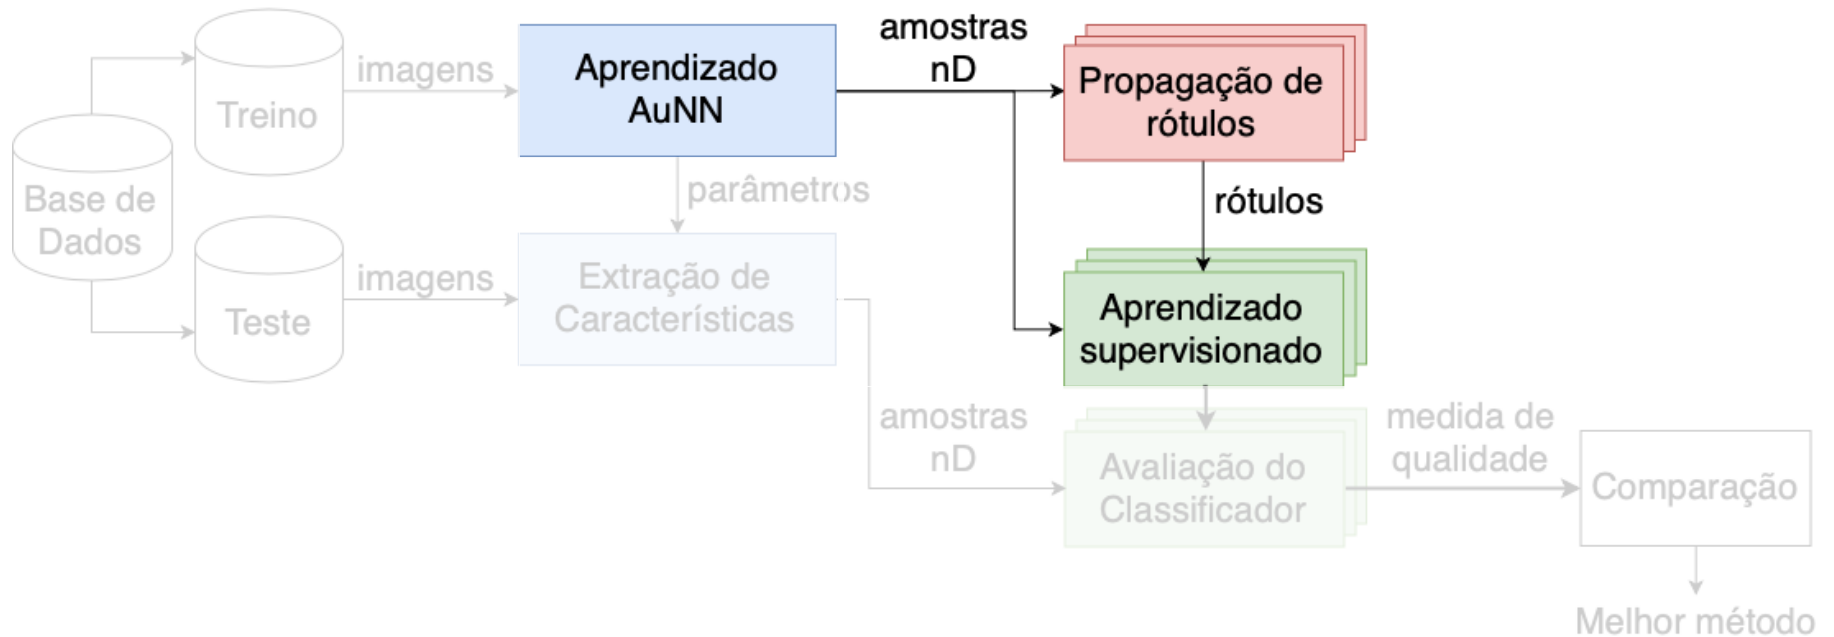 Base de
Dados
Treino
Teste
imagens
imagens
Aprendizado
AuNN
parâmetros
Extração de
Características
amostras
nD
Propagação de
rótulos
rótulos
Aprendizado
supervisionado
amostras
nD
Avaliação do
Classificador
medida de
qualidade
Comparação
Melhor método